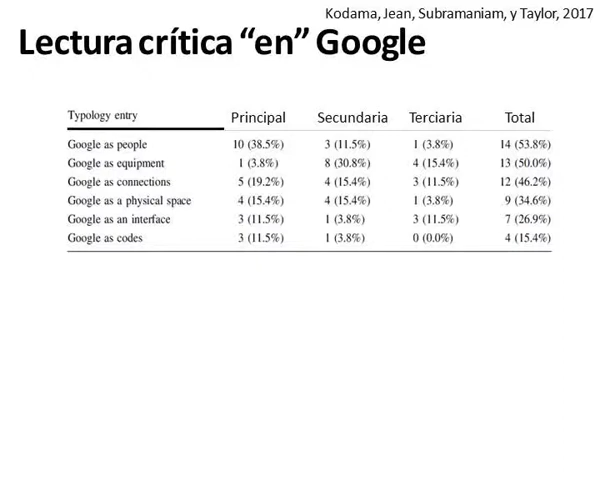 Kodama, Jean, Subramaniam, y Taylor, 2017
Lectura crítica “en” Google
Typology entry Principal Secundaria Terciaria Total
Google as people 10 (38.5%) 3 (11.5%) 1 (3.8%) 14 (53.8%)
Google as equipment 1 (3.8%) 8 (30.8%) 4 (15.4%) 13 (50.0%)
Google as connections 5 (19.2%) 4 (15.4%) 3 (11.5%) 12 (46.2%)
Google as a physical space 4 (15.4%) 4 (15.4%) 1 (3.8%) 9 (34.6%)
Google as an interface 3 (11.5%) 1 (3.8%) 3 (11.5%) 7 (26.9%)
Google as codes 3 (11.5%) 1 (3.8%) 0 (0.0%) 4 (15.4%)